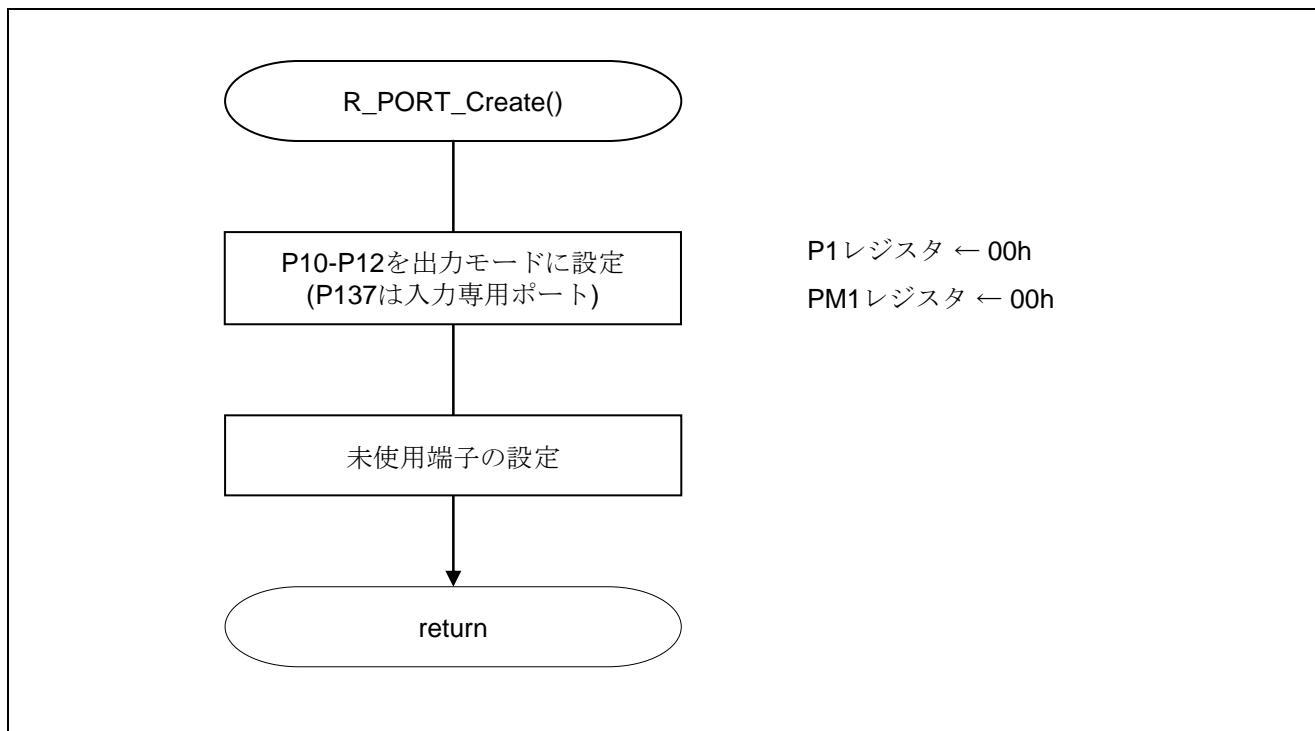 R_PORT_Create()
P10-P12を出力モードに設定
(P137は入力専用ポート)
P1レジスタ ← 00h
PM1レジスタ ← 00h
未使用端子の設定
return